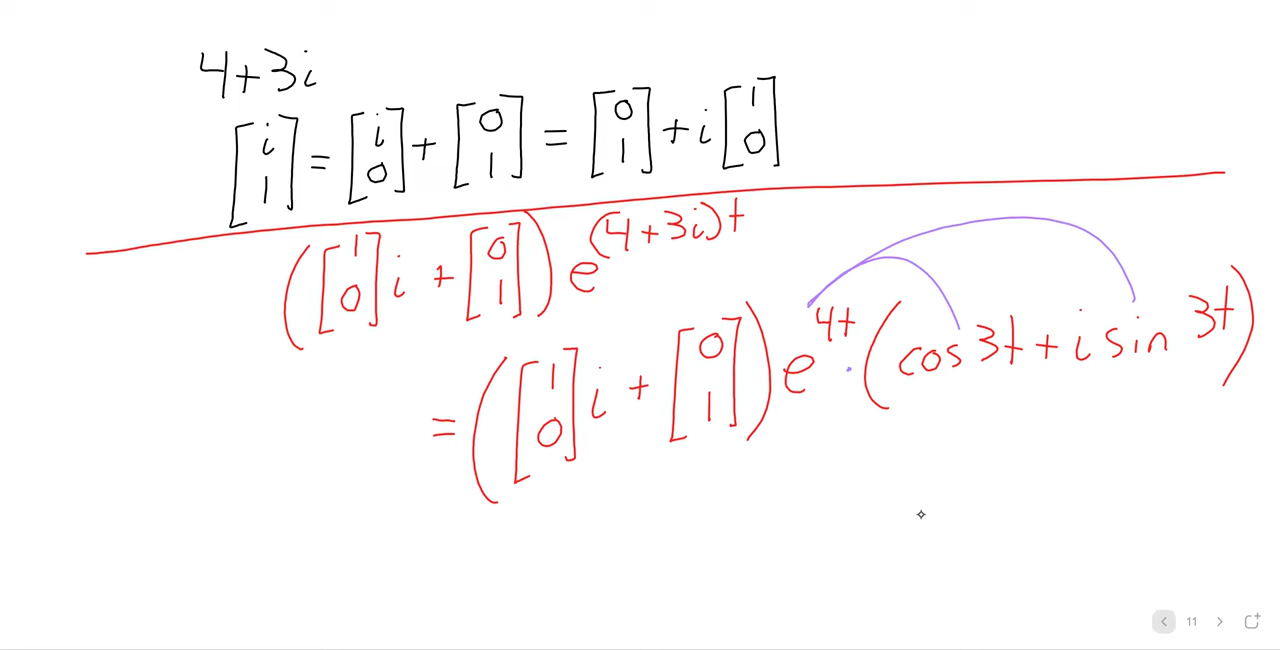 4+3i
[i 1] = [i 0] + [0 1] = [0 1] + i [1 0]
([1 0] i + [0 1]) e^(4+3i)t
= ([1 0] i + [0 1]) e^4t · (cos 3t + i sin 3t)
11